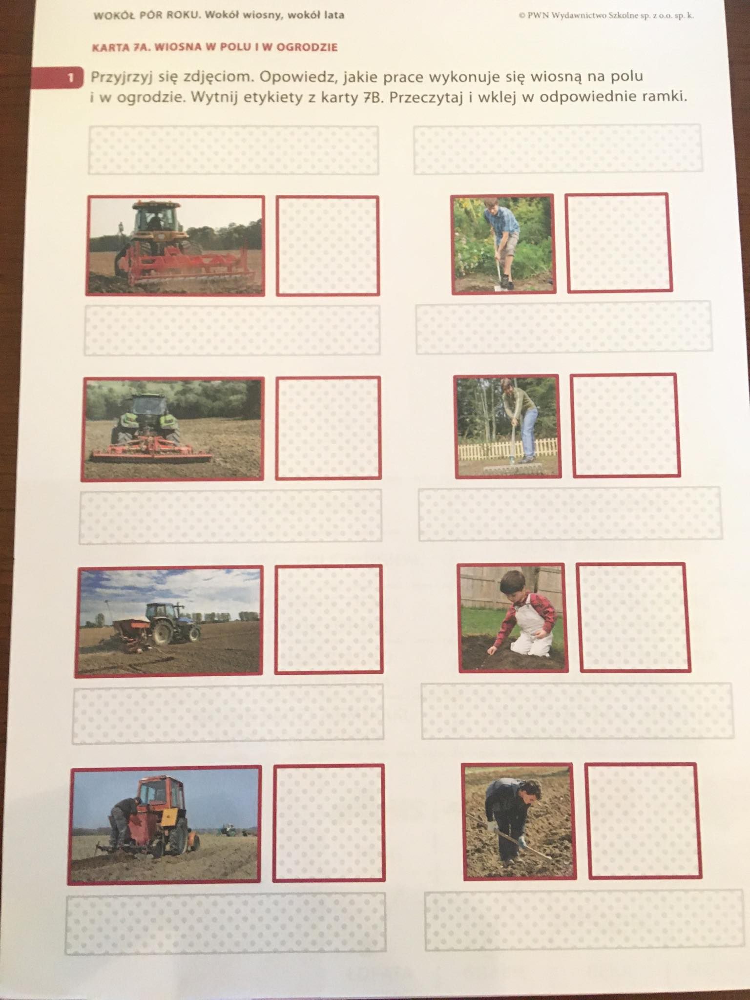 WOKÓŁ PÓR ROKU. Wokół wiosny, wokół lata
© PWN Wydawnictwo Szkolne sp. z o.o. sp. k.
KARTA 7A. WIOSNA W POLU I W OGRODZIE
1 Przyjrzyj się zdjęciom. Opowiedz, jakie prace wykonuje się wiosną na polu
i w ogrodzie. Wytnij etykiety z karty 7B. Przeczytaj i wklej w odpowiednie ramki.